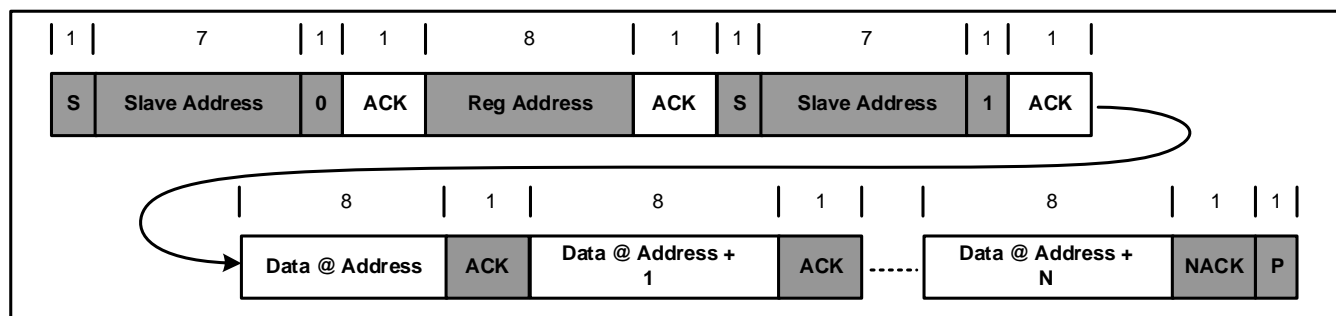 1 7 1 1 8 1 1 7 1 1
S Slave Address 0 ACK Reg Address ACK S Slave Address 1 ACK
8 1 8 1 8 1 1
Data @ Address ACK Data @ Address + 1 ACK Data @ Address + N NACK P